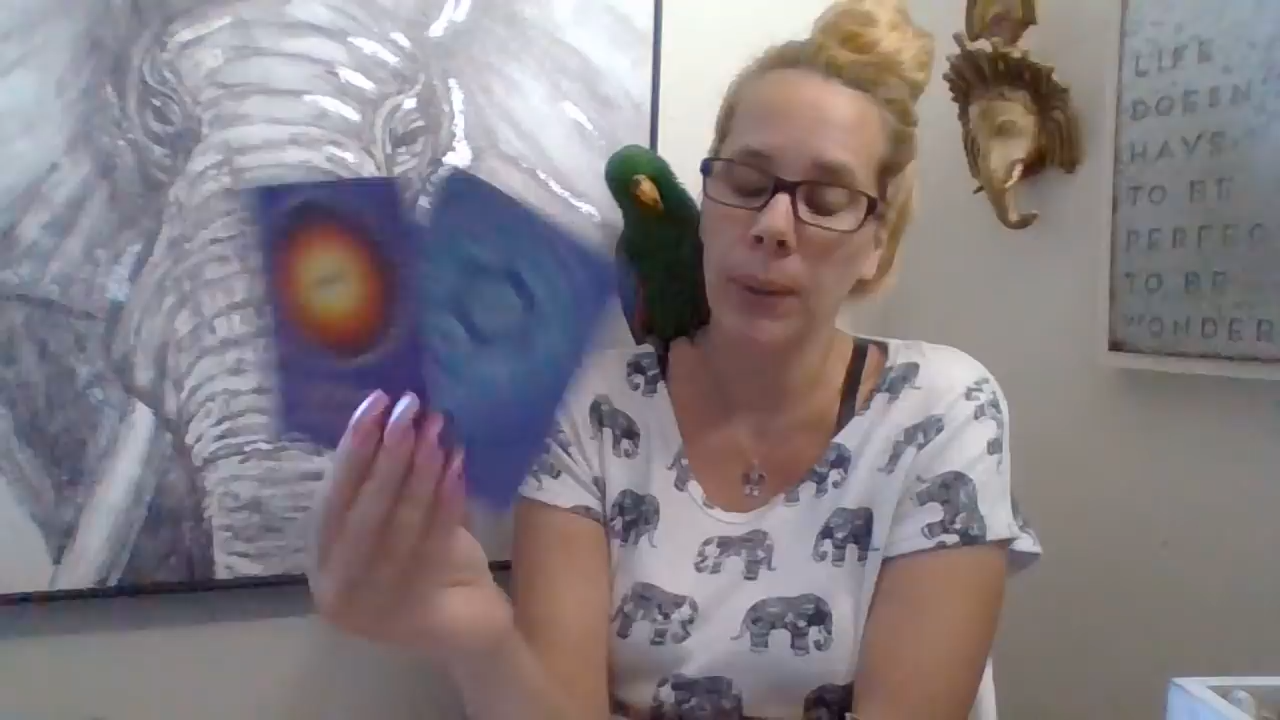 LIFE
DOESN
HAVE
TO BE
PERFEC
TO BE
WONDER